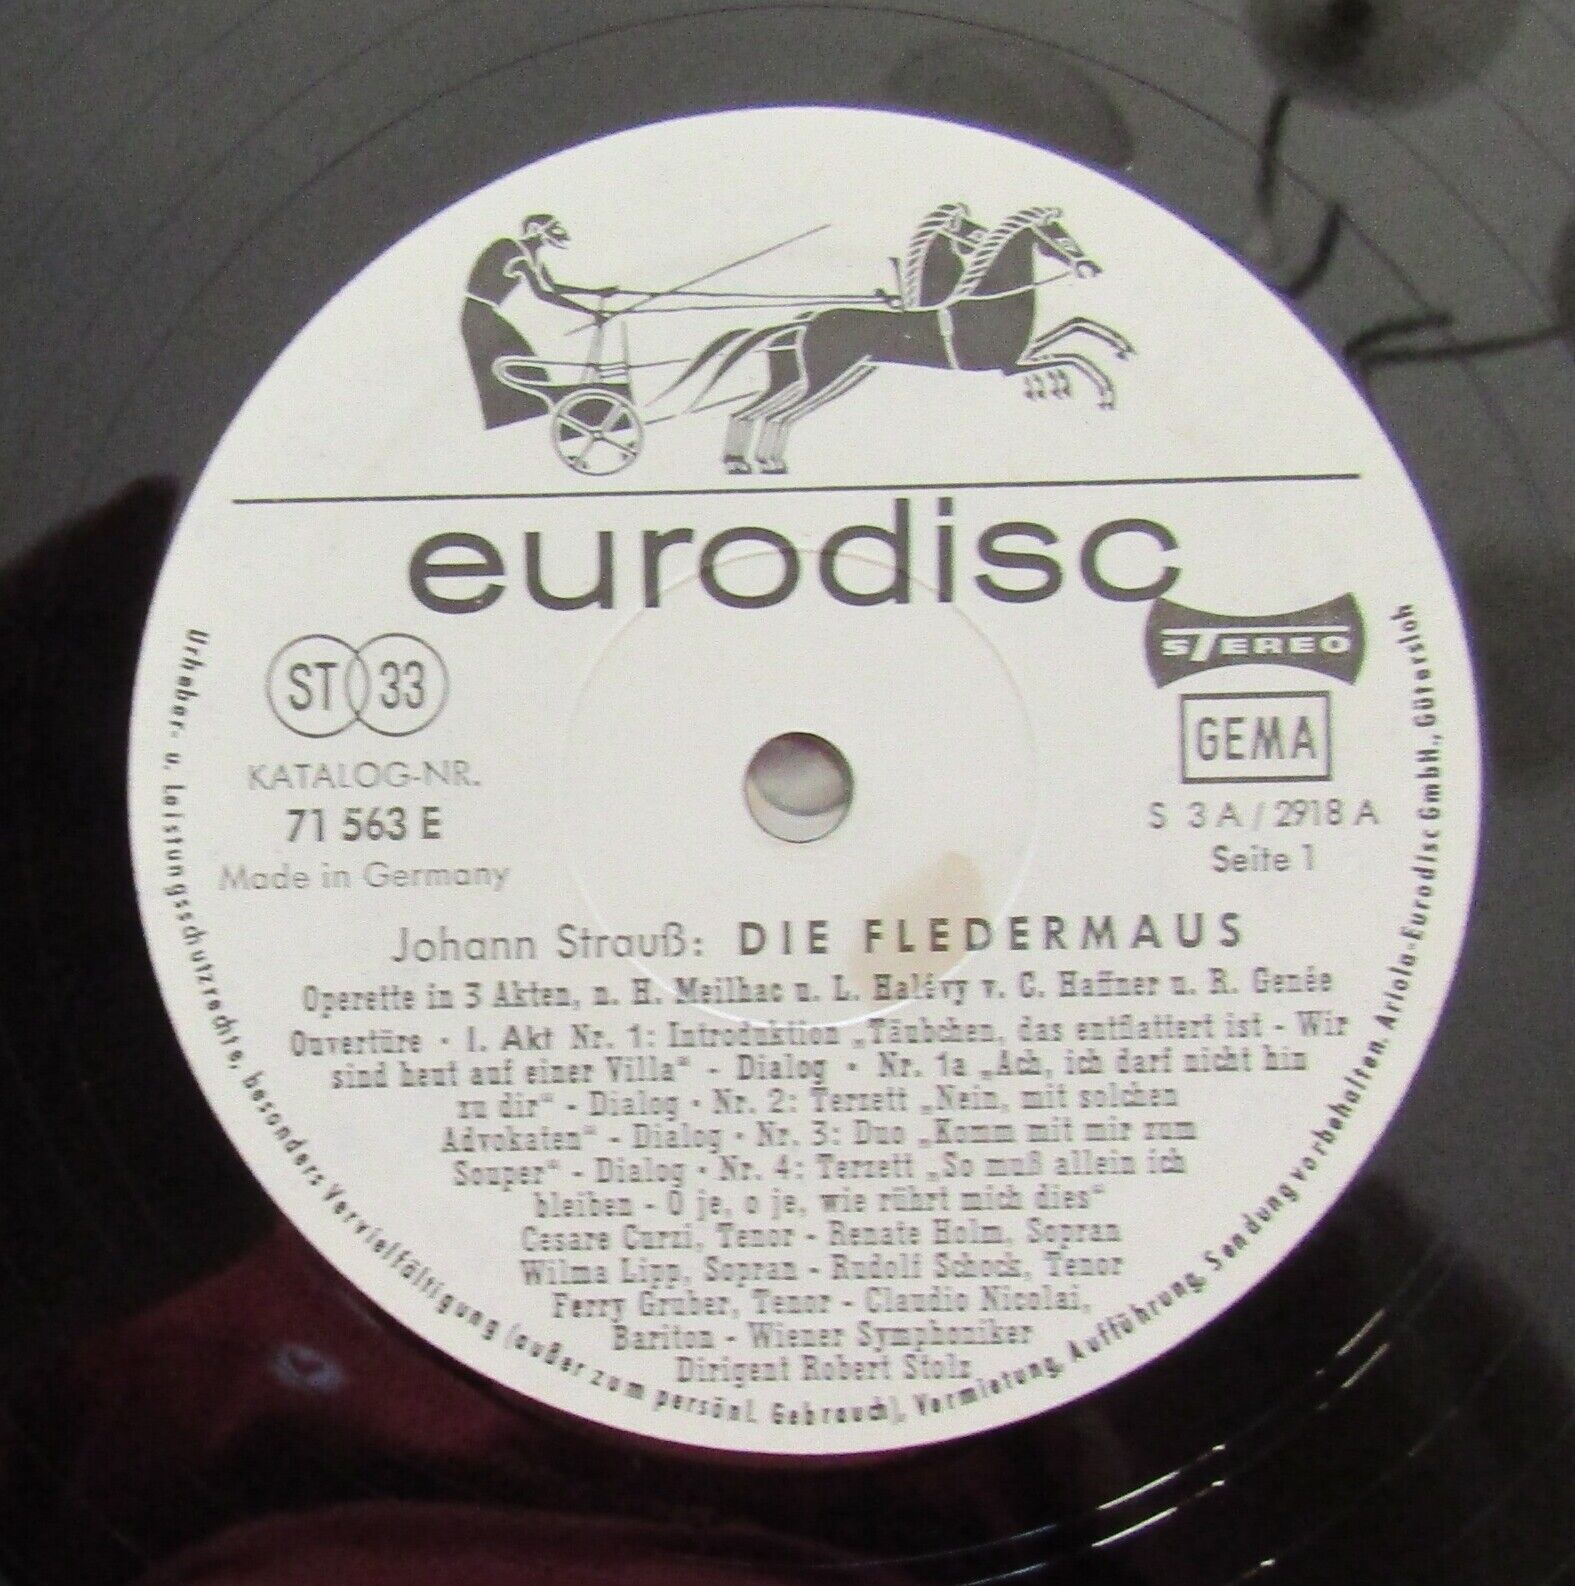 eurodisc
ST 33
KATALOG-NR.
71 563 E
Made in Germany
STEREO
GEMA
S 3 A / 2918 A
Seite 1
Johann Strauß: DIE FLEDERMAUS
Operette in 3 Akten, n. H. Meilhac u. L. Halévy v. C. Haffner u. R. Genée
Ouvertüre · I. Akt Nr. 1: Introduktion „Täubchen, das entflattert ist - Wir
sind heut auf einer Villa“ - Dialog · Nr. 1a „Ach, ich darf nicht hin
zu dir“ - Dialog · Nr. 2: Terzett „Nein, mit solchen
Advokaten“ - Dialog · Nr. 3: Duo „Komm mit mir zum
Souper“ - Dialog · Nr. 4: Terzett „So muß allein ich
bleiben - O je, o je, wie rührt mich dies“
Cesare Curzi, Tenor - Renate Holm, Sopran
Wilma Lipp, Sopran - Rudolf Schock, Tenor
Ferry Gruber, Tenor - Claudio Nicolai,
Bariton - Wiener Symphoniker
Dirigent Robert Stolz
Urheber- u. Leistungsschutzrechte, besonders Vervielfältigung (außer zum persönl. Gebrauch), Vermietung, Aufführung, Sendung vorbehalten. Ariola-Eurodisc GmbH., Gütersloh